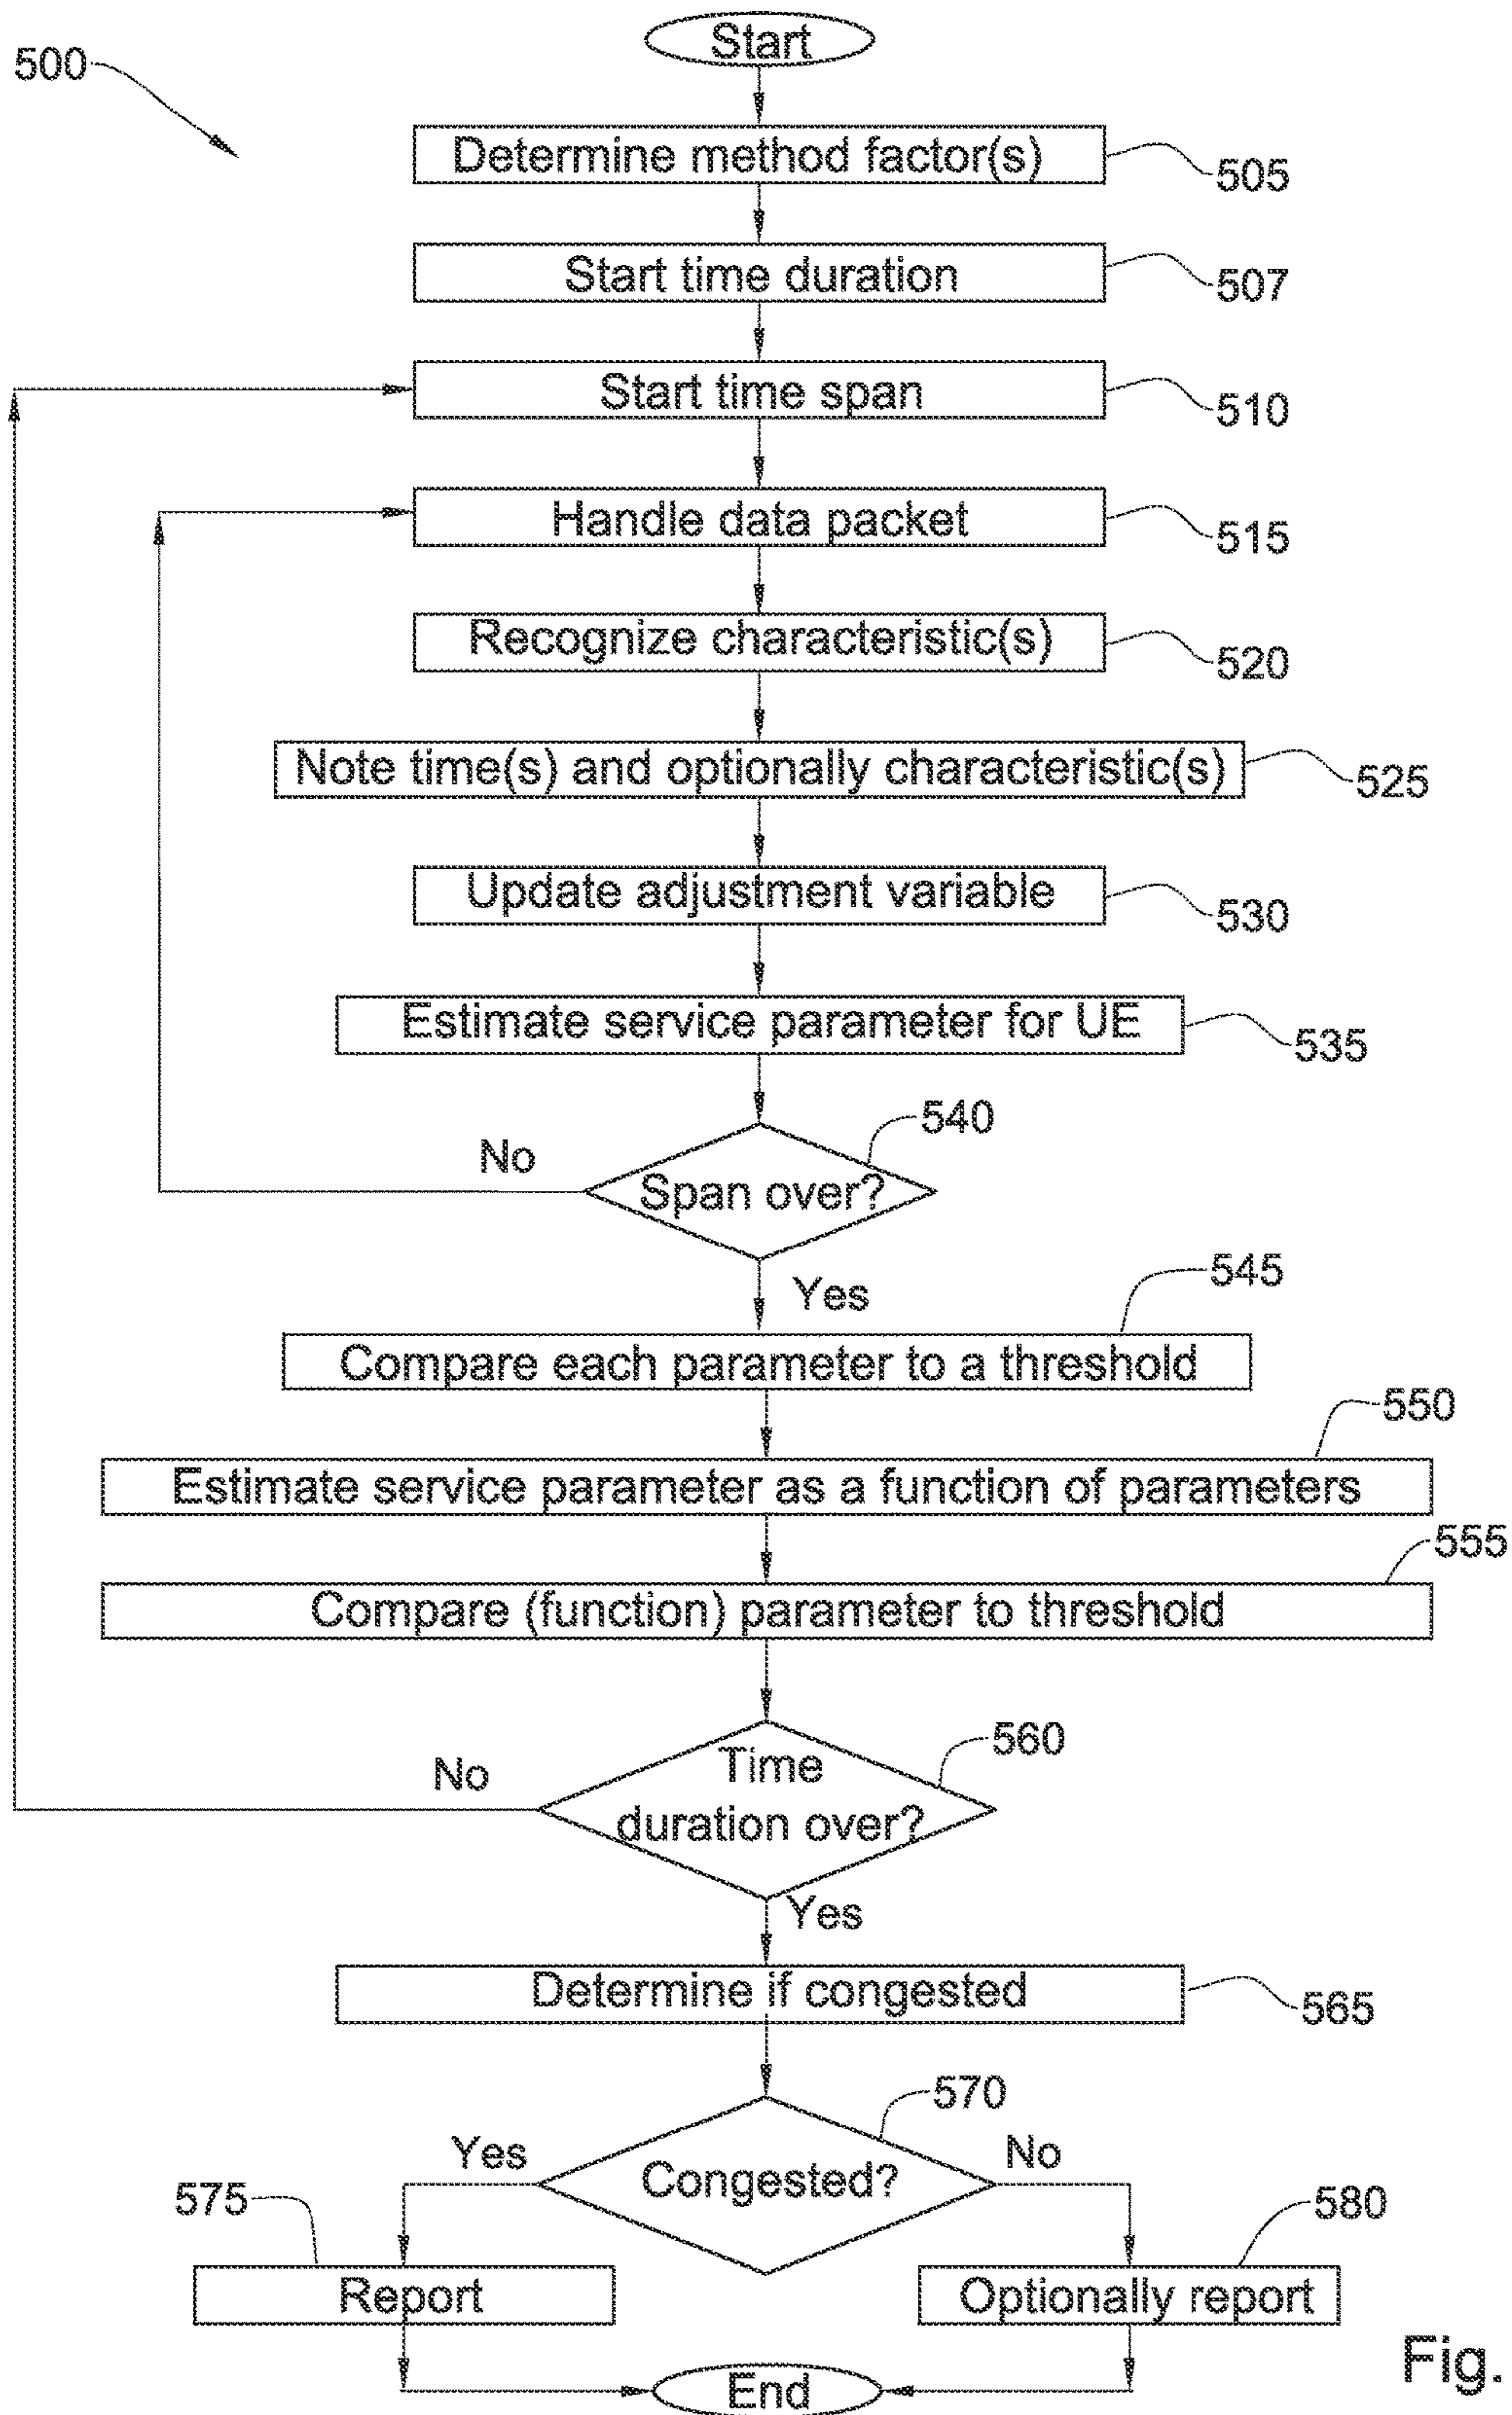 Start
500
Determine method factor(s)
505
Start time duration
507
Start time span
510
Handle data packet
515
Recognize characteristic(s)
520
Note time(s) and optionally characteristic(s)
525
Update adjustment variable
530
Estimate service parameter for UE
535
540
No
Span over?
Yes
545
Compare each parameter to a threshold
550
Estimate service parameter as a function of parameters
555
Compare (function) parameter to threshold
560
No
Time
duration over?
Yes
Determine if congested
565
570
Yes
No
Congested?
575
580
Report
Optionally report
Fig.
End